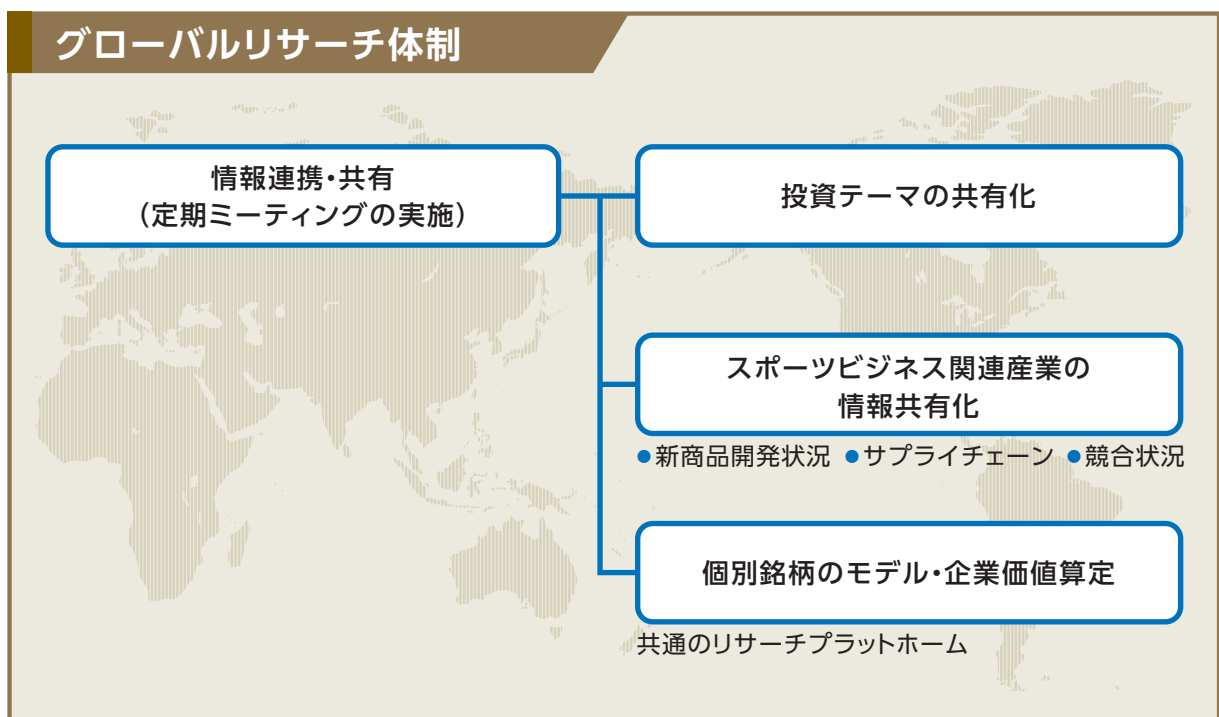 グローバルリサーチ体制
情報連携・共有
（定期ミーティングの実施）
投資テーマの共有化
スポーツビジネス関連産業の
情報共有化
●新商品開発状況 ●サプライチェーン ●競合状況
個別銘柄のモデル・企業価値算定
共通のリサーチプラットホーム